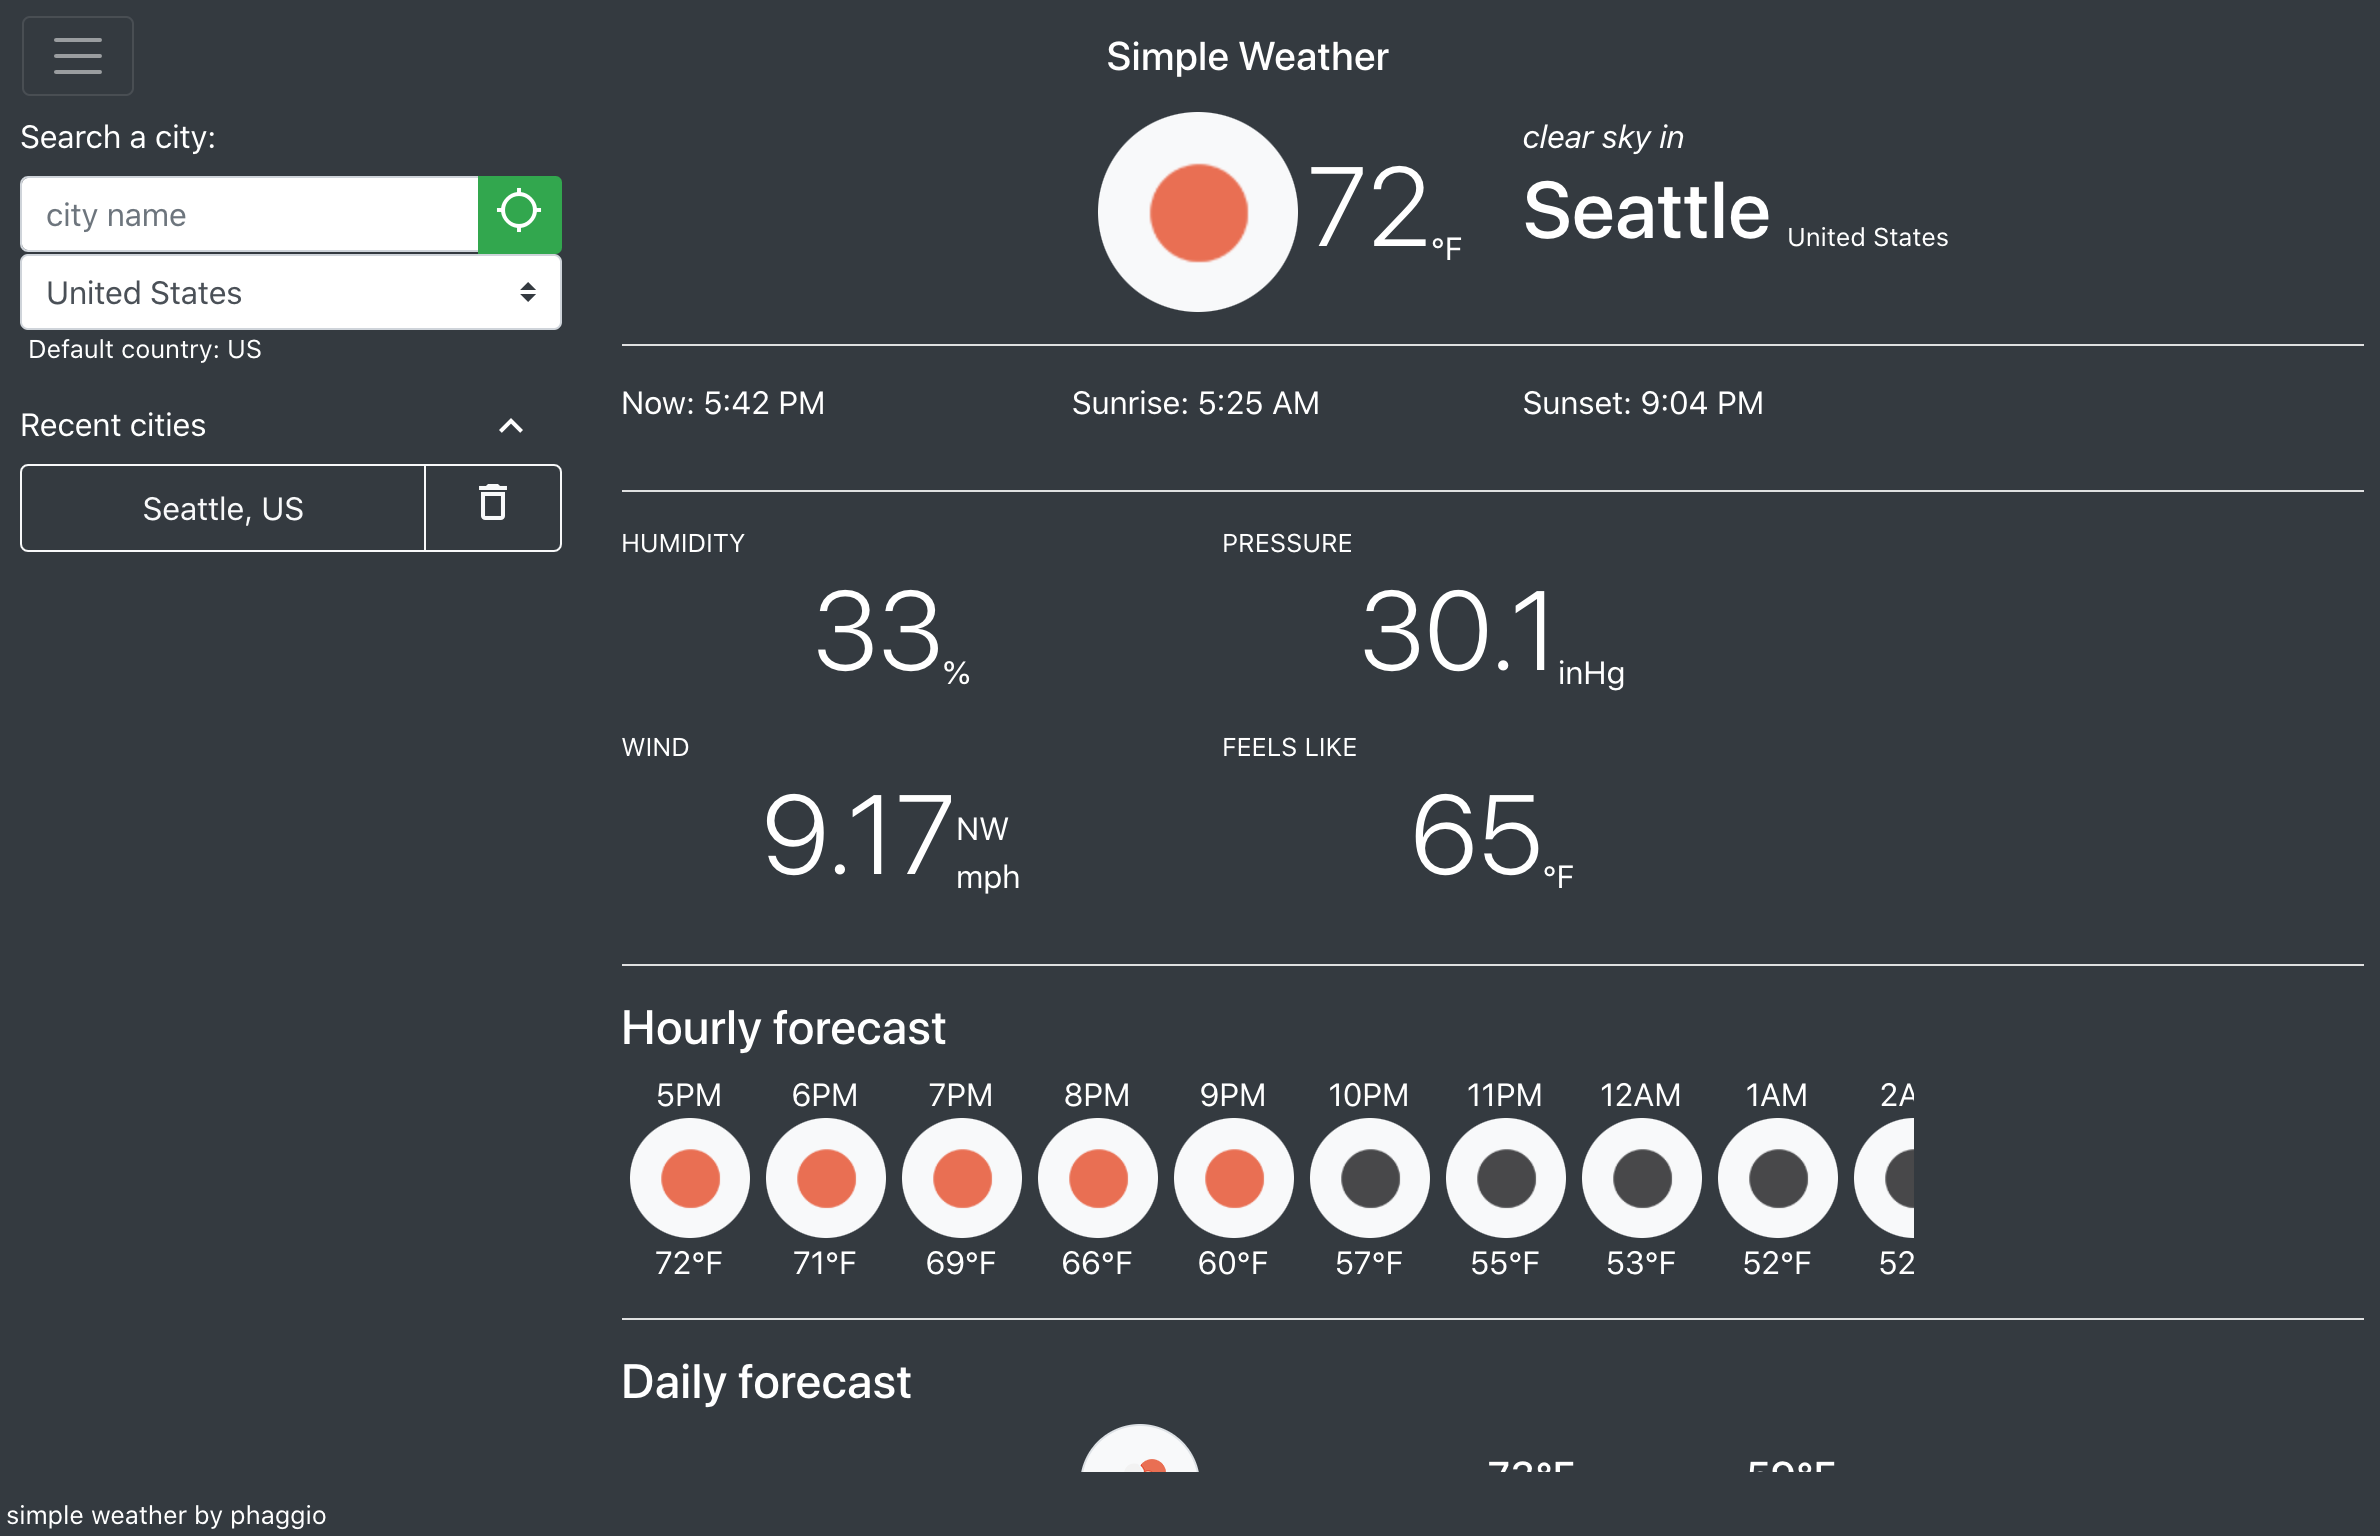 Simple Weather
Search a city:
city name
United States
Default country: US
Recent cities
Seattle, US
72°F
clear sky in
Seattle United States
Now: 5:42 PM Sunrise: 5:25 AM Sunset: 9:04 PM
HUMIDITY PRESSURE
33% 30.1 inHg
WIND FEELS LIKE
9.17 NW mph 65°F
Hourly forecast
5PM 6PM 7PM 8PM 9PM 10PM 11PM 12AM 1AM 2A
72°F 71°F 69°F 66°F 60°F 57°F 55°F 53°F 52°F 52
Daily forecast
simple weather by phaggio